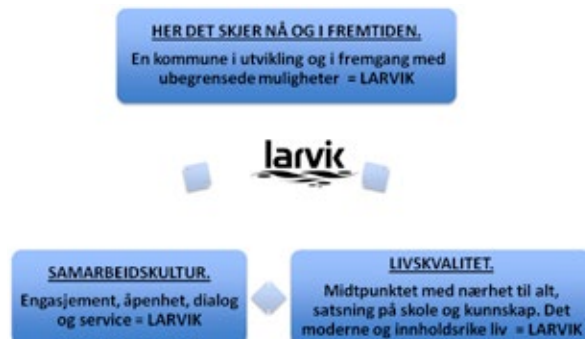 HER DET SKJER NÅ OG I FREMTIDEN.
En kommune i utvikling og i fremgang med
ubegrensede muligheter = LARVIK
larvik
SAMARBEIDSKULTUR.
Engasjement, åpenhet, dialog
og service = LARVIK
LIVSKVALITET.
Midtpunktet med nærhet til alt,
satsning på skole og kunnskap. Det
moderne og innholdsrike liv = LARVIK